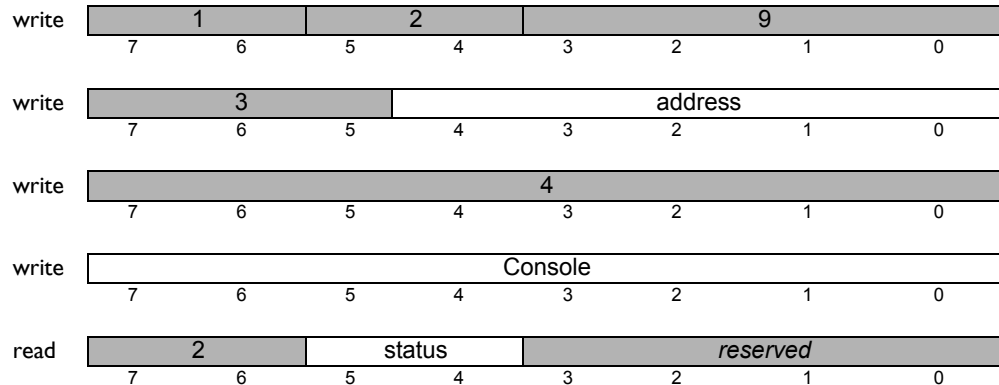 write 1 2 9
7 6 5 4 3 2 1 0
write 3 address
7 6 5 4 3 2 1 0
write 4
7 6 5 4 3 2 1 0
write Console
7 6 5 4 3 2 1 0
read 2 status reserved
7 6 5 4 3 2 1 0